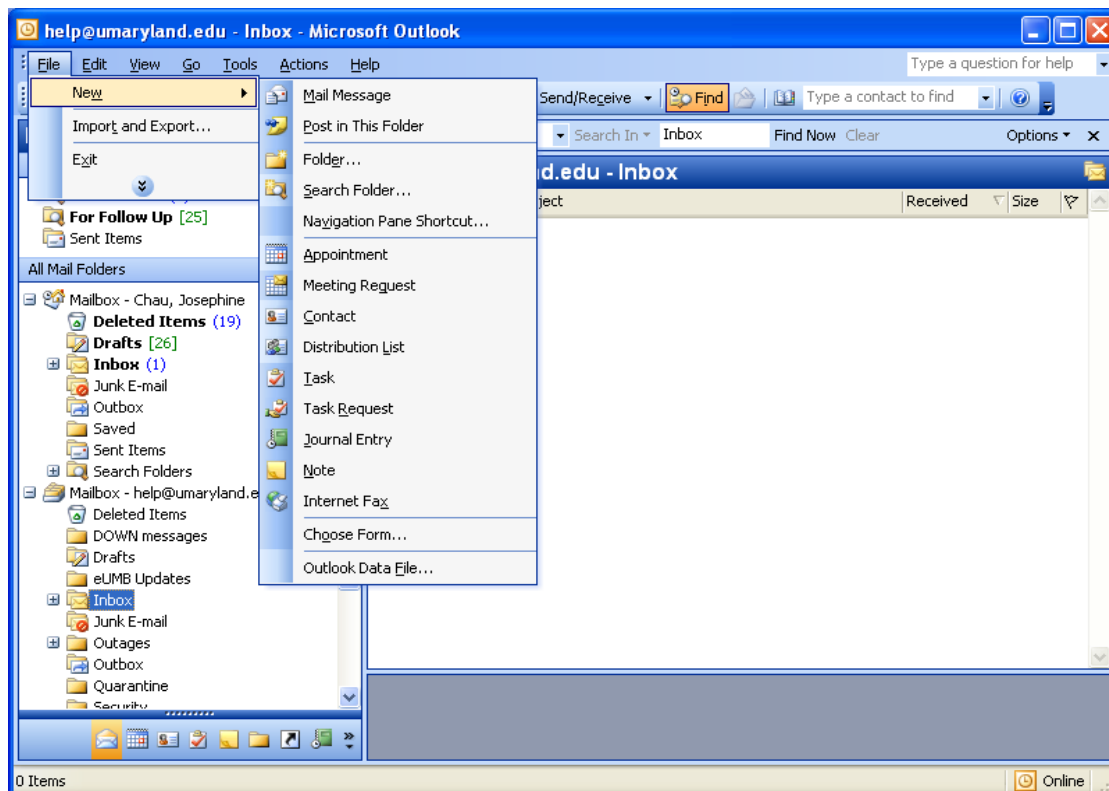 help@umaryland.edu - Inbox - Microsoft Outlook
File Edit View Go Tools Actions Help Type a question for help
New
Import and Export...
Exit
Mail Message
Post in This Folder
Folder...
Search Folder...
Navigation Pane Shortcut...
Appointment
Meeting Request
Contact
Distribution List
Task
Task Request
Journal Entry
Note
Internet Fax
Choose Form...
Outlook Data File...
Send/Receive Find Type a contact to find
Search In Inbox Find Now Clear Options
d.edu - Inbox
ject Received Size
For Follow Up [25]
Sent Items
All Mail Folders
Mailbox - Chau, Josephine
Deleted Items (19)
Drafts [26]
Inbox (1)
Junk E-mail
Outbox
Saved
Sent Items
Search Folders
Mailbox - help@umaryland.e
Deleted Items
DOWN messages
Drafts
eUMB Updates
Inbox
Junk E-mail
Outages
Outbox
Quarantine
Security
0 Items Online